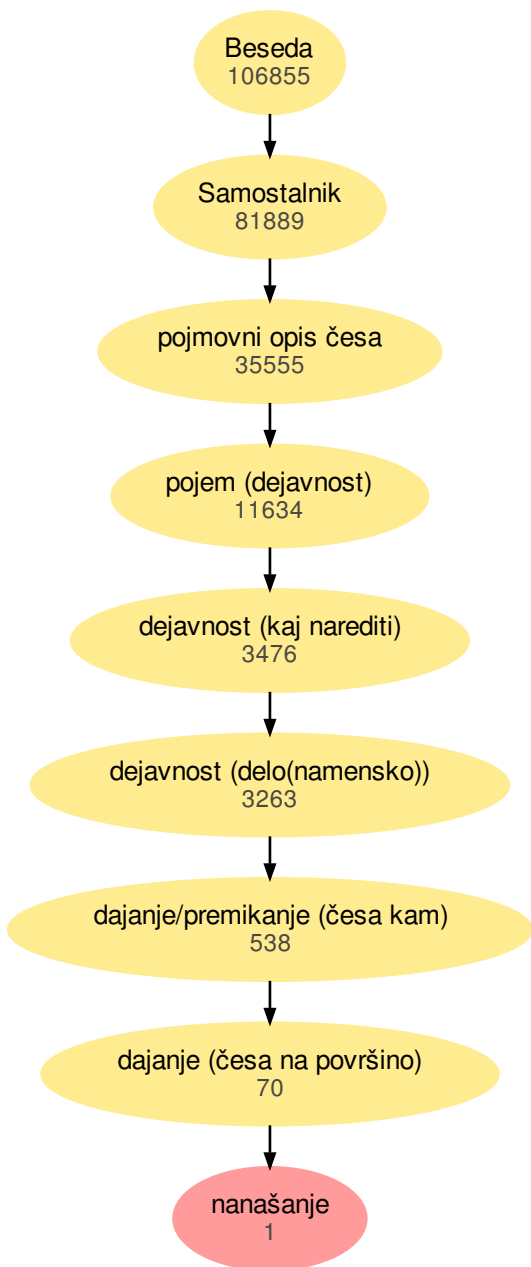 Beseda
106855
Samostalnik
81889
pojmovni opis česa
35555
pojem (dejavnost)
11634
dejavnost (kaj narediti)
3476
dejavnost (delo(namensko))
3263
dajanje/premikanje (česa kam)
538
dajanje (česa na površino)
70
nanašanje
1